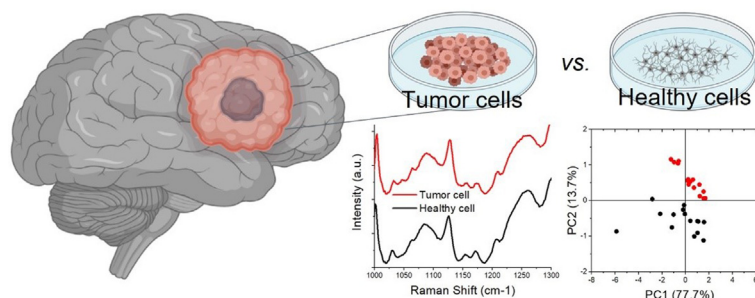 Tumor cells
vs.
Healthy cells
Intensity (a.u.)
Tumor cell
Healthy cell
1000 1050 1100 1150 1200 1250 1300
Raman Shift (cm-1)
PC2 (13.7%)
2
1
0
-1
-2
-8 -6 -4 -2 0 2 4 6
PC1 (77.7%)